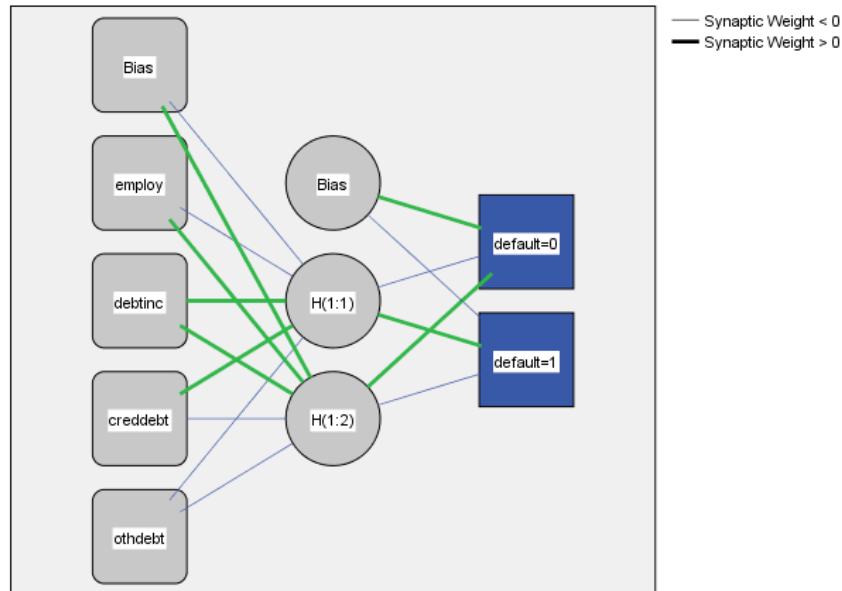 Synaptic Weight < 0
Synaptic Weight > 0
Bias
employ
debtinc
creddebt
othdebt
Bias
H(1:1)
H(1:2)
default=0
default=1